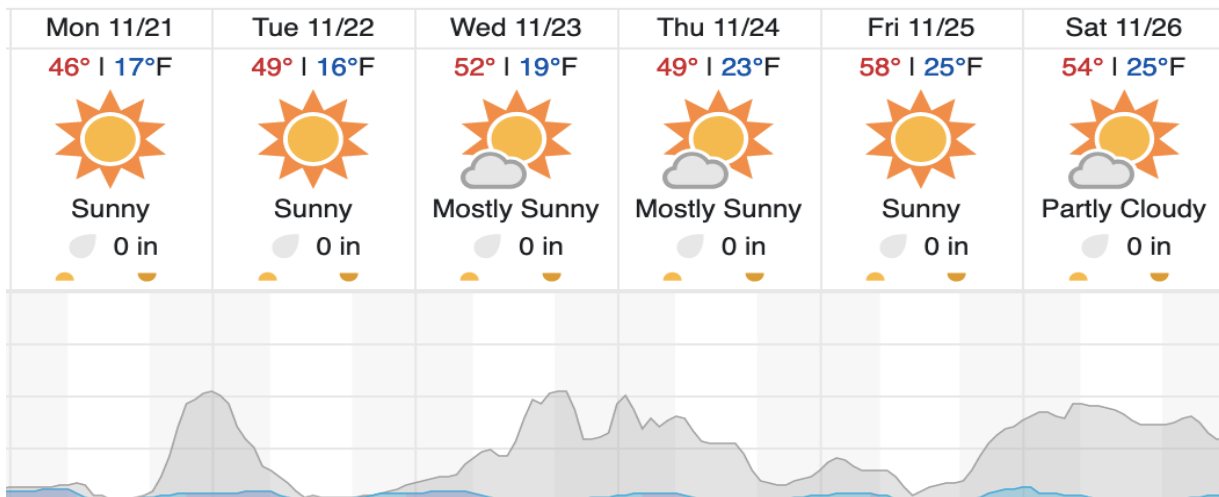 Mon 11/21 Tue 11/22 Wed 11/23 Thu 11/24 Fri 11/25 Sat 11/26
46° | 17°F 49° | 16°F 52° | 19°F 49° | 23°F 58° | 25°F 54° | 25°F
Sunny Sunny Mostly Sunny Mostly Sunny Sunny Partly Cloudy
0 in 0 in 0 in 0 in 0 in 0 in